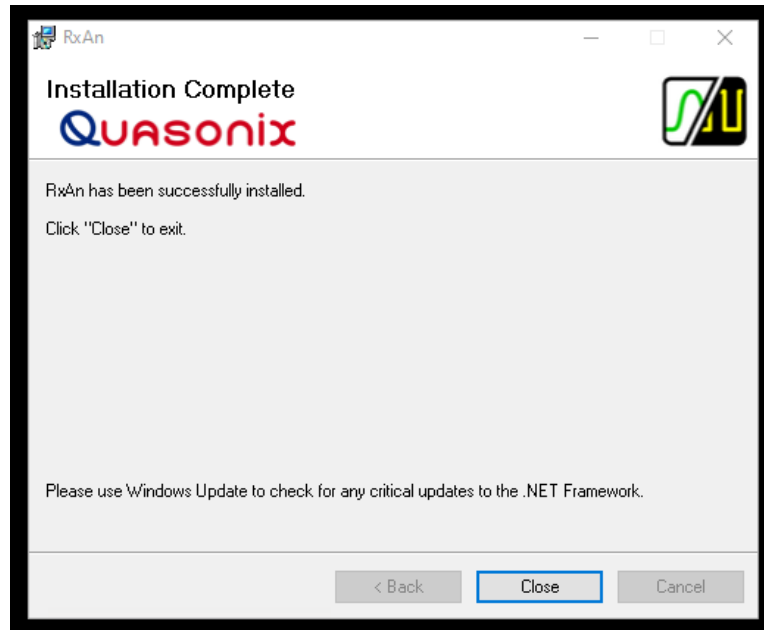 RxAn
Installation Complete
Quasonix
RxAn has been successfully installed.
Click "Close" to exit.
Please use Windows Update to check for any critical updates to the .NET Framework.
< Back
Close
Cancel